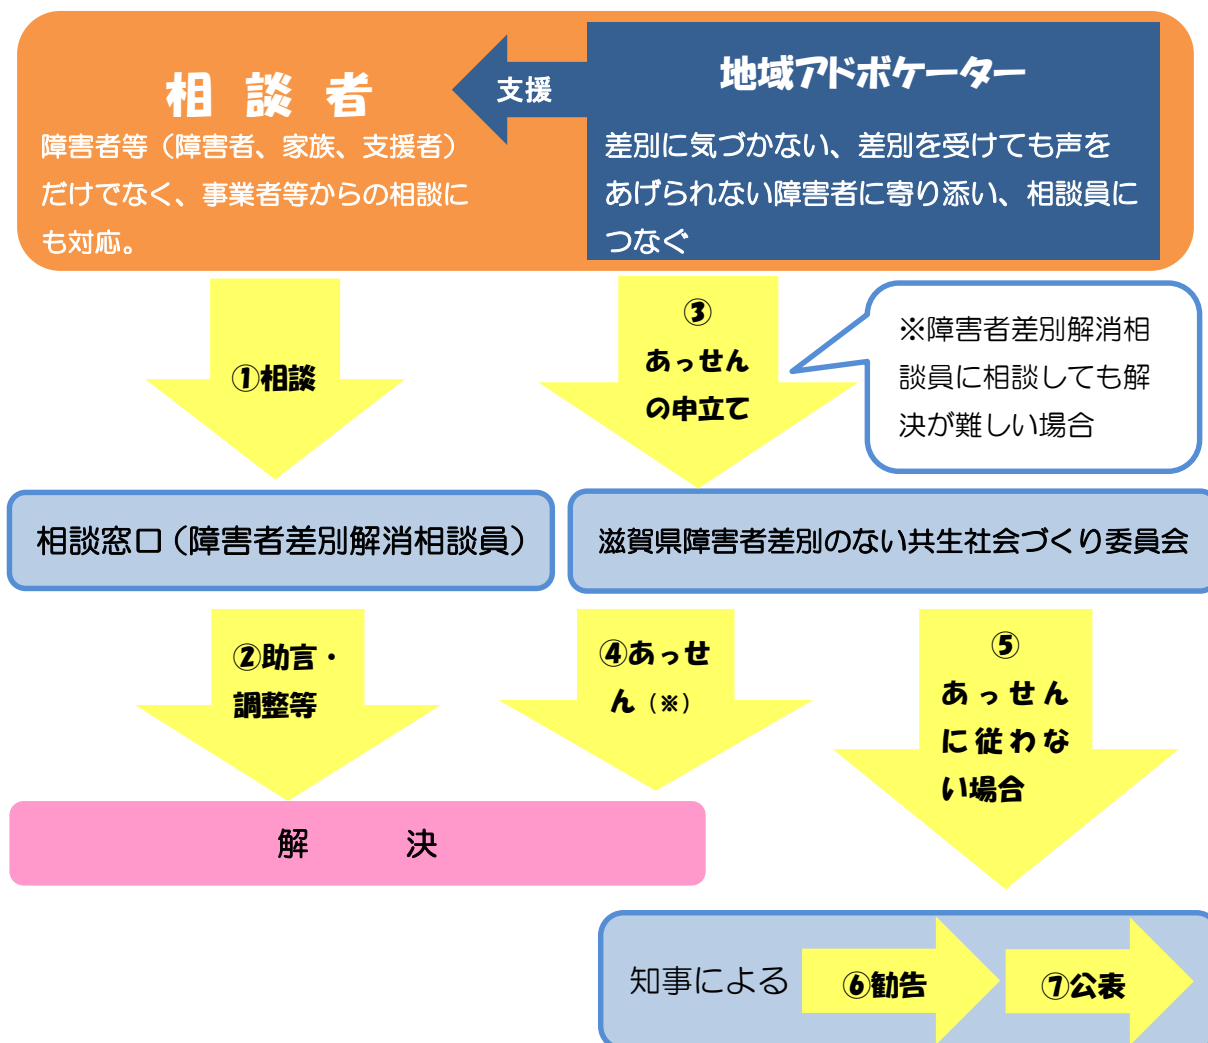 相 談 者
障害者等（障害者、家族、支援者）
だけでなく、事業者等からの相談に
も対応。
支援
地域アドボケーター
差別に気づかない、差別を受けても声を
あげられない障害者に寄り添い、相談員に
つなぐ
①相談
③
あっせん
の申立て
※障害者差別解消相
談員に相談しても解
決が難しい場合
相談窓口（障害者差別解消相談員）
滋賀県障害者差別のない共生社会づくり委員会
②助言・
調整等
④あっせ
ん（※）
⑤
あっせん
に従わな
い場合
解　決
知事による
⑥勧告
⑦公表